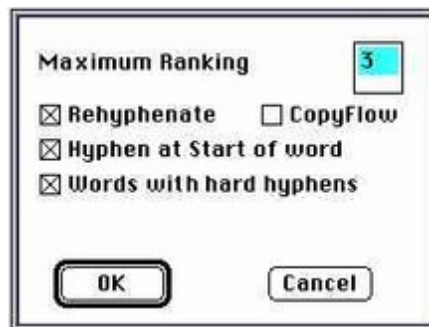 Maximum Ranking 3
Rehyphenate CopyFlow
Hyphen at Start of word
Words with hard hyphens
OK Cancel